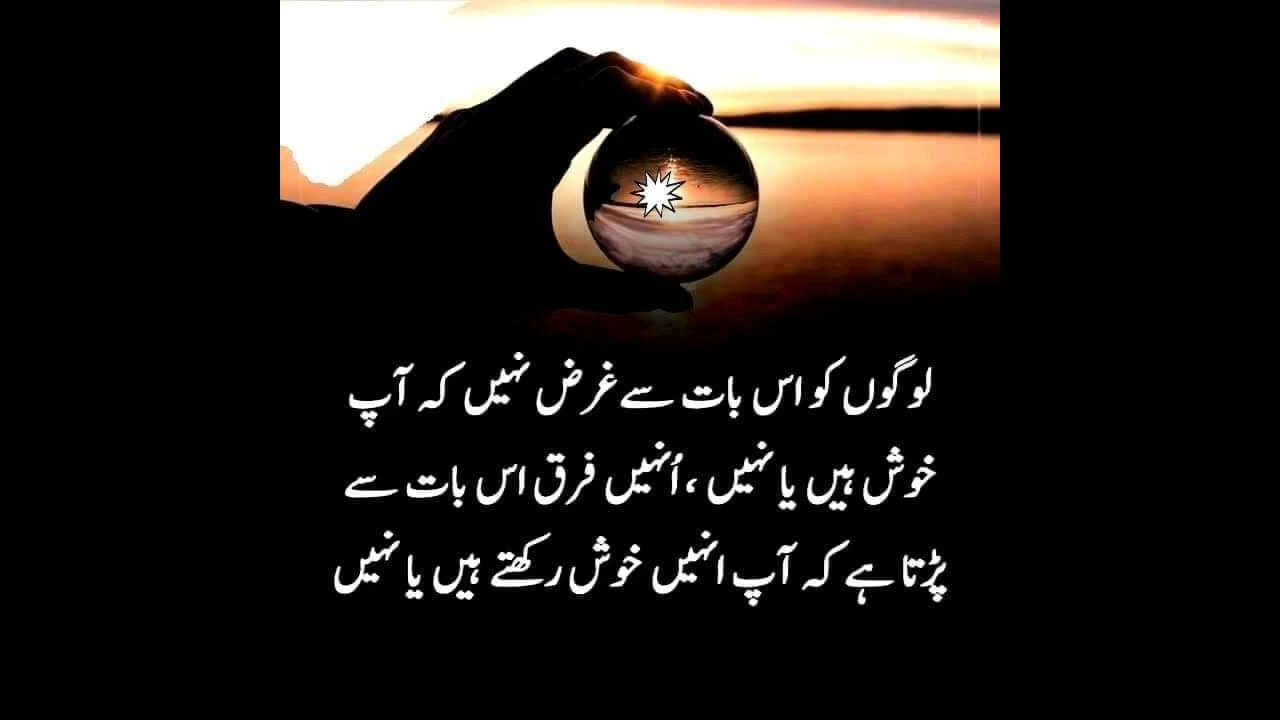 لوگوں کو اس بات سے غرض نہیں کہ آپ
خوش ہیں یا نہیں ، اُنہیں فرق اس بات سے
پڑتا ہے کہ آپ انہیں خوش رکھتے ہیں یا نہیں